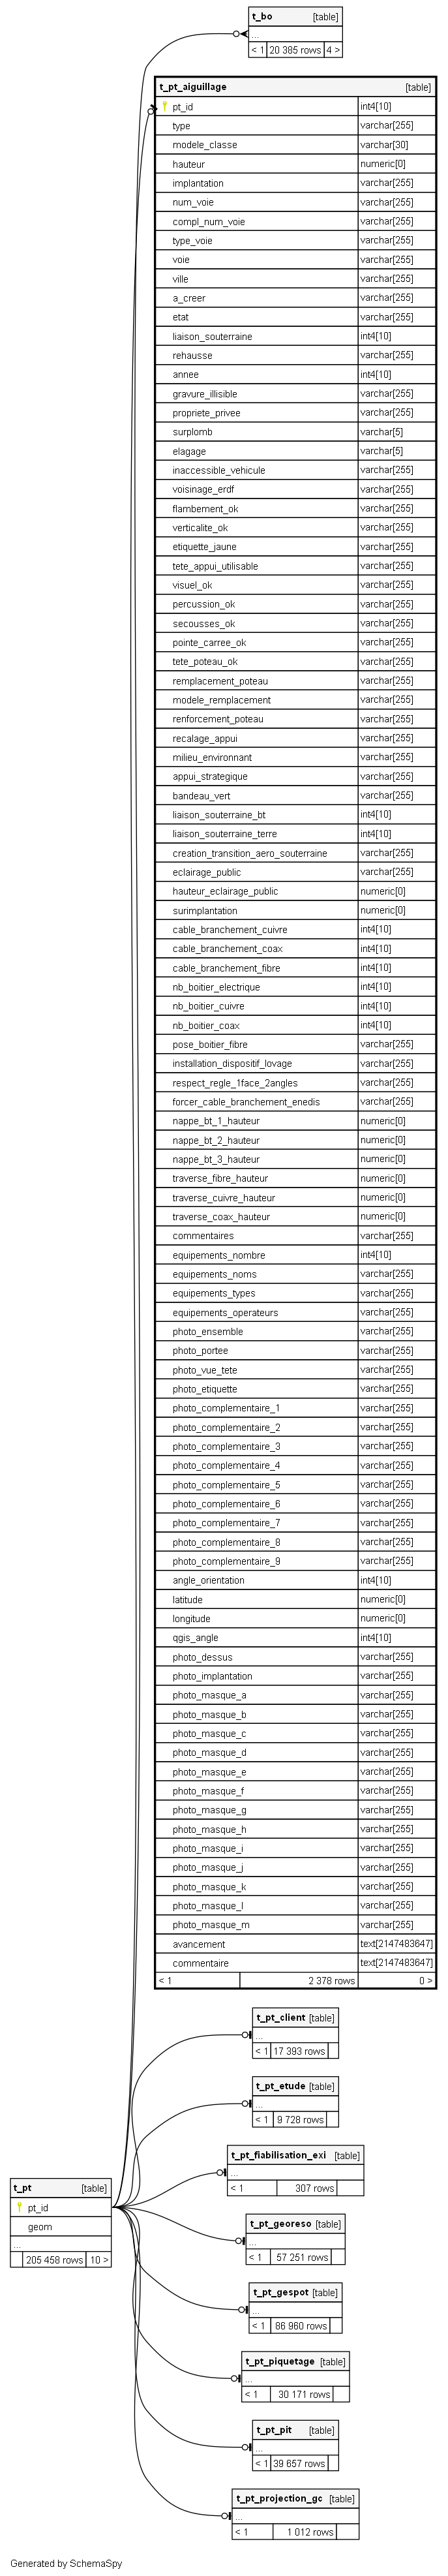 t_bo [table]
...
< 1 20 385 rows 4 >
t_pt_aiguillage [table]
pt_id int4[10]
type varchar[255]
modele_classe varchar[30]
hauteur numeric[0]
implantation varchar[255]
num_voie varchar[255]
compl_num_voie varchar[255]
type_voie varchar[255]
voie varchar[255]
ville varchar[255]
a_creer varchar[255]
etat varchar[255]
liaison_souterraine int4[10]
rehausse varchar[255]
annee int4[10]
gravure_illisible varchar[255]
propriete_privee varchar[255]
surplomb varchar[5]
elagage varchar[5]
inaccessible_vehicule varchar[255]
voisinage_erdf varchar[255]
flambement_ok varchar[255]
verticalite_ok varchar[255]
etiquette_jaune varchar[255]
tete_appui_utilisable varchar[255]
visuel_ok varchar[255]
percussion_ok varchar[255]
secousses_ok varchar[255]
pointe_carree_ok varchar[255]
tete_poteau_ok varchar[255]
remplacement_poteau varchar[255]
modele_remplacement varchar[255]
renforcement_poteau varchar[255]
recalage_appui varchar[255]
milieu_environnant varchar[255]
appui_strategique varchar[255]
bandeau_vert varchar[255]
liaison_souterraine_bt int4[10]
liaison_souterraine_terre int4[10]
creation_transition_aero_souterraine varchar[255]
eclairage_public varchar[255]
hauteur_eclairage_public numeric[0]
surimplantation numeric[0]
cable_branchement_cuivre int4[10]
cable_branchement_coax int4[10]
cable_branchement_fibre int4[10]
nb_boitier_electrique int4[10]
nb_boitier_cuivre int4[10]
nb_boitier_coax int4[10]
pose_boitier_fibre varchar[255]
installation_dispositif_lovage varchar[255]
respect_regle_1face_2angles varchar[255]
forcer_cable_branchement_enedis varchar[255]
nappe_bt_1_hauteur numeric[0]
nappe_bt_2_hauteur numeric[0]
nappe_bt_3_hauteur numeric[0]
traverse_fibre_hauteur numeric[0]
traverse_cuivre_hauteur numeric[0]
traverse_coax_hauteur numeric[0]
commentaires varchar[255]
equipements_nombre int4[10]
equipements_noms varchar[255]
equipements_types varchar[255]
equipements_operateurs varchar[255]
photo_ensemble varchar[255]
photo_portee varchar[255]
photo_vue_tete varchar[255]
photo_etiquette varchar[255]
photo_complementaire_1 varchar[255]
photo_complementaire_2 varchar[255]
photo_complementaire_3 varchar[255]
photo_complementaire_4 varchar[255]
photo_complementaire_5 varchar[255]
photo_complementaire_6 varchar[255]
photo_complementaire_7 varchar[255]
photo_complementaire_8 varchar[255]
photo_complementaire_9 varchar[255]
angle_orientation int4[10]
latitude numeric[0]
longitude numeric[0]
qgis_angle int4[10]
photo_dessus varchar[255]
photo_implantation varchar[255]
photo_masque_a varchar[255]
photo_masque_b varchar[255]
photo_masque_c varchar[255]
photo_masque_d varchar[255]
photo_masque_e varchar[255]
photo_masque_f varchar[255]
photo_masque_g varchar[255]
photo_masque_h varchar[255]
photo_masque_i varchar[255]
photo_masque_j varchar[255]
photo_masque_k varchar[255]
photo_masque_l varchar[255]
photo_masque_m varchar[255]
avancement text[2147483647]
commentaire text[2147483647]
< 1 2 378 rows 0 >
t_pt_client [table]
...
< 1 17 393 rows
t_pt_etude [table]
...
< 1 9 728 rows
t_pt_fiabilisation_exi [table]
...
< 1 307 rows
t_pt [table]
pt_id
geom
...
205 458 rows 10 >
t_pt_georeso [table]
...
< 1 57 251 rows
t_pt_gespot [table]
...
< 1 86 960 rows
t_pt_piquetage [table]
...
< 1 30 171 rows
t_pt_pit [table]
...
< 1 39 657 rows
t_pt_projection_gc [table]
...
< 1 1 012 rows
Generated by SchemaSpy